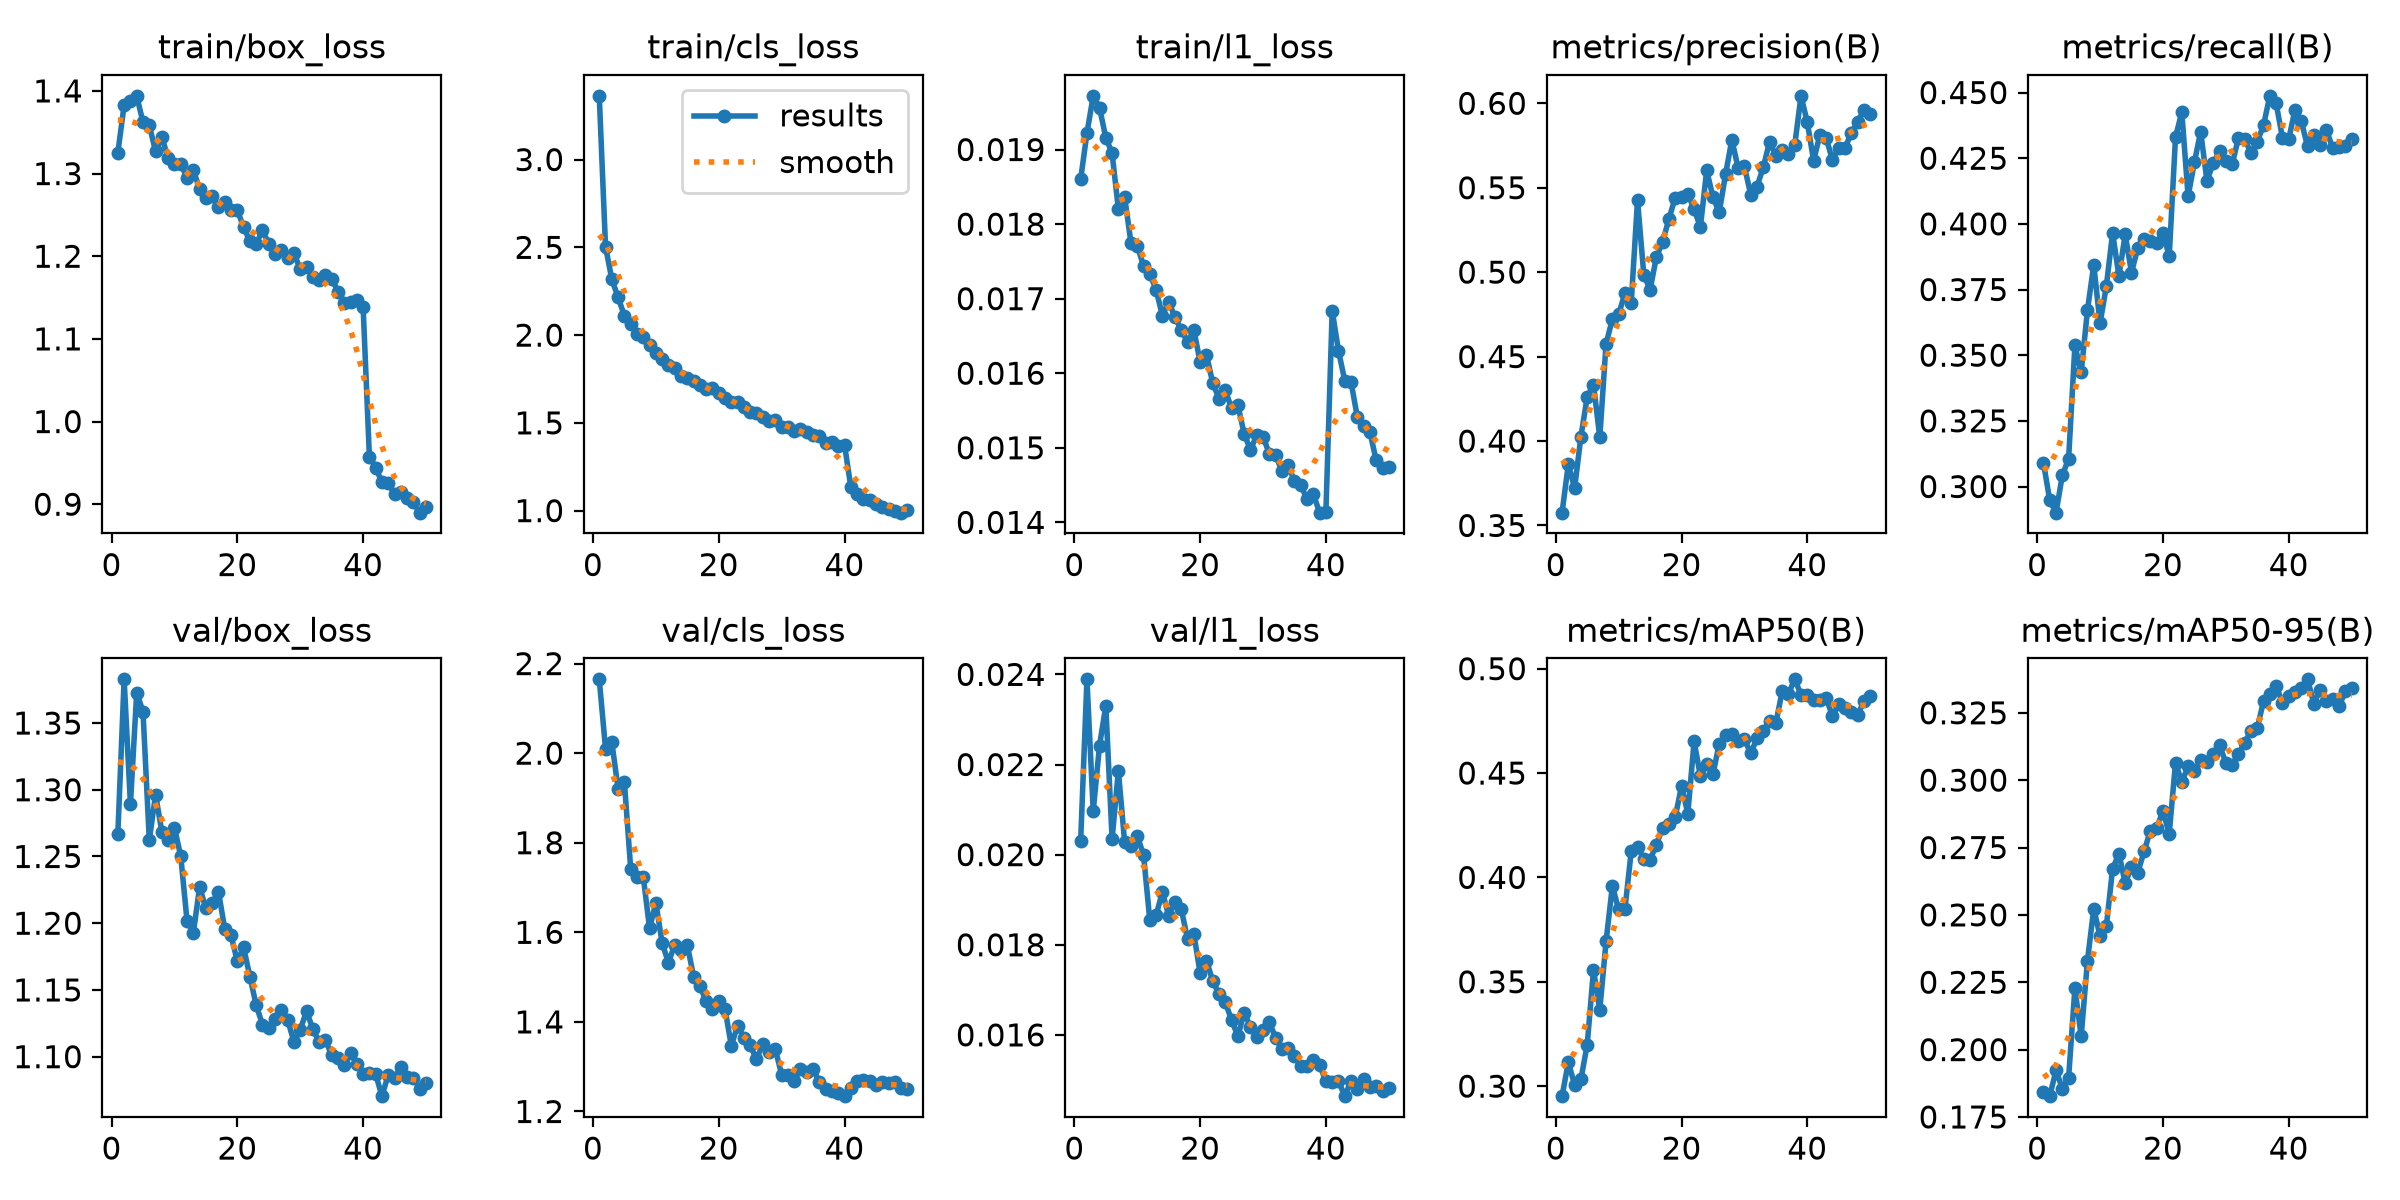 train/box_loss
1.4
1.3
1.2
1.1
1.0
0.9
0 20 40
train/cls_loss
results
smooth
3.0
2.5
2.0
1.5
1.0
0 20 40
train/l1_loss
0.019
0.018
0.017
0.016
0.015
0.014
0 20 40
metrics/precision(B)
0.60
0.55
0.50
0.45
0.40
0.35
0 20 40
metrics/recall(B)
0.450
0.425
0.400
0.375
0.350
0.325
0.300
0 20 40
val/box_loss
1.35
1.30
1.25
1.20
1.15
1.10
0 20 40
val/cls_loss
2.2
2.0
1.8
1.6
1.4
1.2
0 20 40
val/l1_loss
0.024
0.022
0.020
0.018
0.016
0 20 40
metrics/mAP50(B)
0.50
0.45
0.40
0.35
0.30
0 20 40
metrics/mAP50-95(B)
0.325
0.300
0.275
0.250
0.225
0.200
0.175
0 20 40